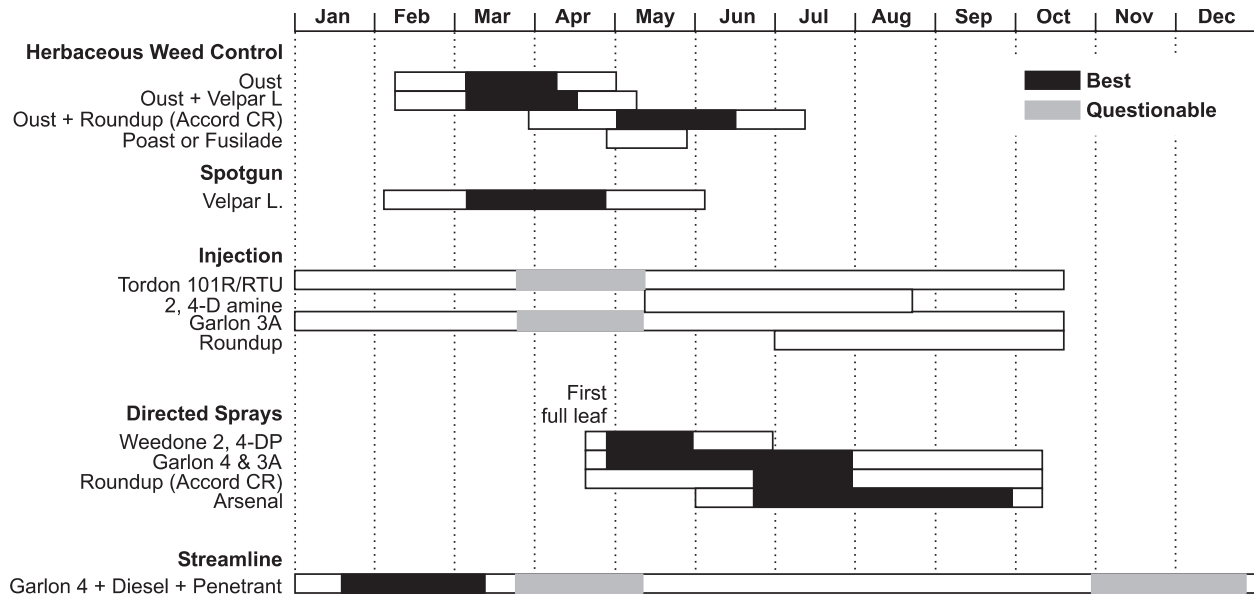 Jan Feb Mar Apr May Jun Jul Aug Sep Oct Nov Dec
Herbaceous Weed Control
Oust
Oust + Velpar L
Oust + Roundup (Accord CR)
Poast or Fusilade
Best
Questionable
Spotgun
Velpar L.
Injection
Tordon 101R/RTU
2, 4-D amine
Garlon 3A
Roundup
First
full leaf
Directed Sprays
Weedone 2, 4-DP
Garlon 4 & 3A
Roundup (Accord CR)
Arsenal
Streamline
Garlon 4 + Diesel + Penetrant